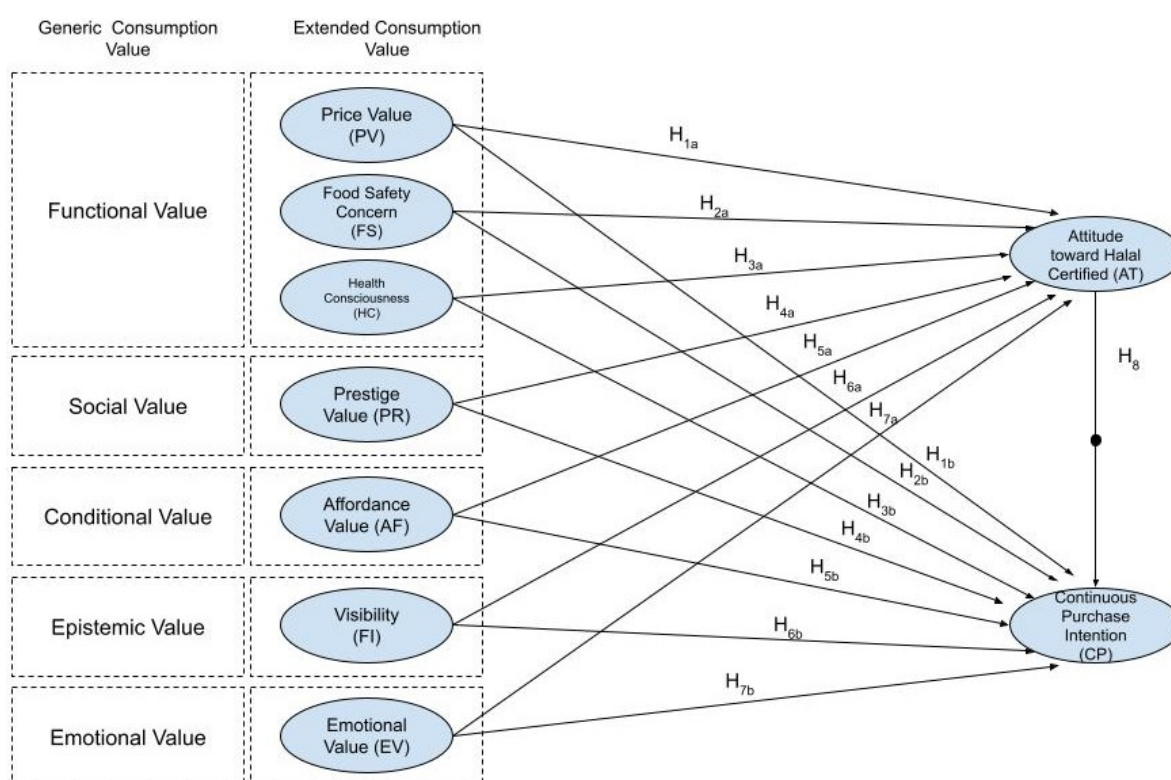 Generic Consumption
Value
Extended Consumption
Value
Functional Value
Price Value
(PV)
Food Safety
Concern
(FS)
Health
Consciousness
(HC)
Social Value
Prestige
Value (PR)
Conditional Value
Affordance
Value (AF)
Epistemic Value
Visibility
(FI)
Emotional Value
Emotional
Value (EV)
H1a
H2a
H3a
H4a
H5a
H6a
H7a
H1b
H2b
H3b
H4b
H5b
H6b
H7b
Attitude
toward Halal
Certified (AT)
H8
Continuous
Purchase
Intention
(CP)